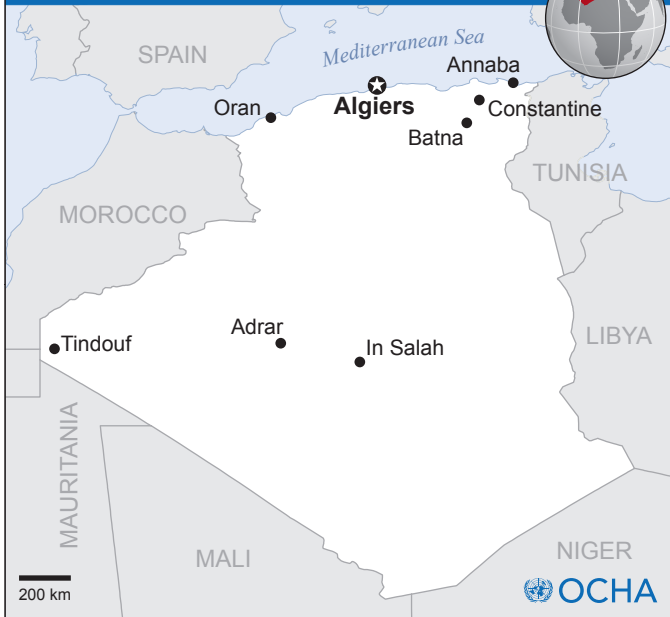 SPAIN
Mediterranean Sea
Annaba
Oran
Algiers
Constantine
Batna
TUNISIA
MOROCCO
Adrar
Tindouf
In Salah
LIBYA
MAURITANIA
MALI
NIGER
200 km
OCHA